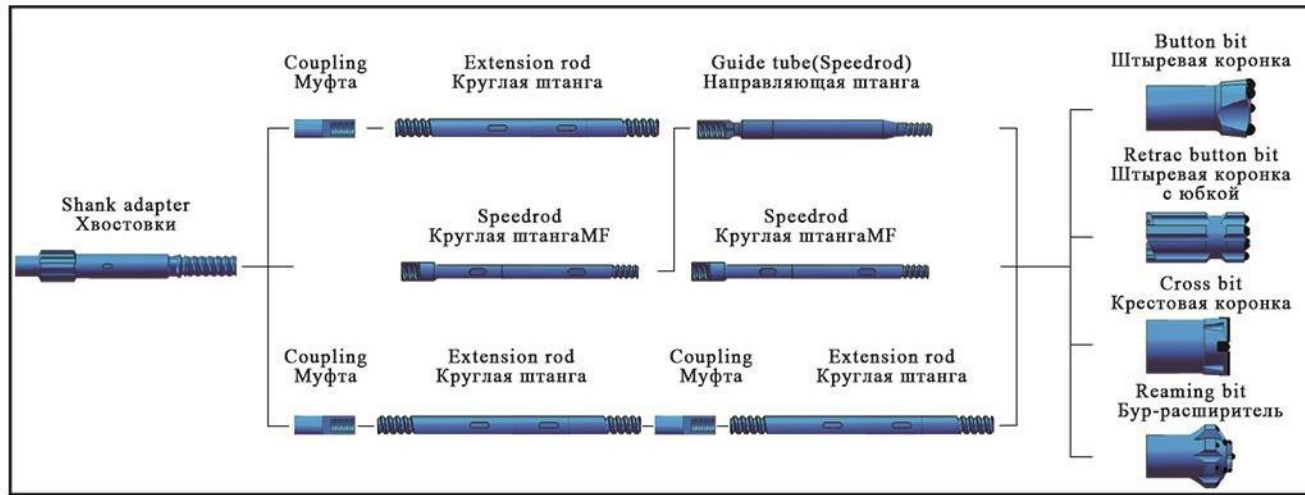 Shank adapter
Хвостовки
Coupling
Муфта
Extension rod
Круглая штанга
Guide tube(Speedrod)
Направляющая штанга
Speedrod
Круглая штангаMF
Speedrod
Круглая штангаMF
Coupling
Муфта
Extension rod
Круглая штанга
Coupling
Муфта
Extension rod
Круглая штанга
Button bit
Штыревая коронка
Retrac button bit
Штыревая коронка
с юбкой
Cross bit
Крестовая коронка
Reaming bit
Бур-расширитель